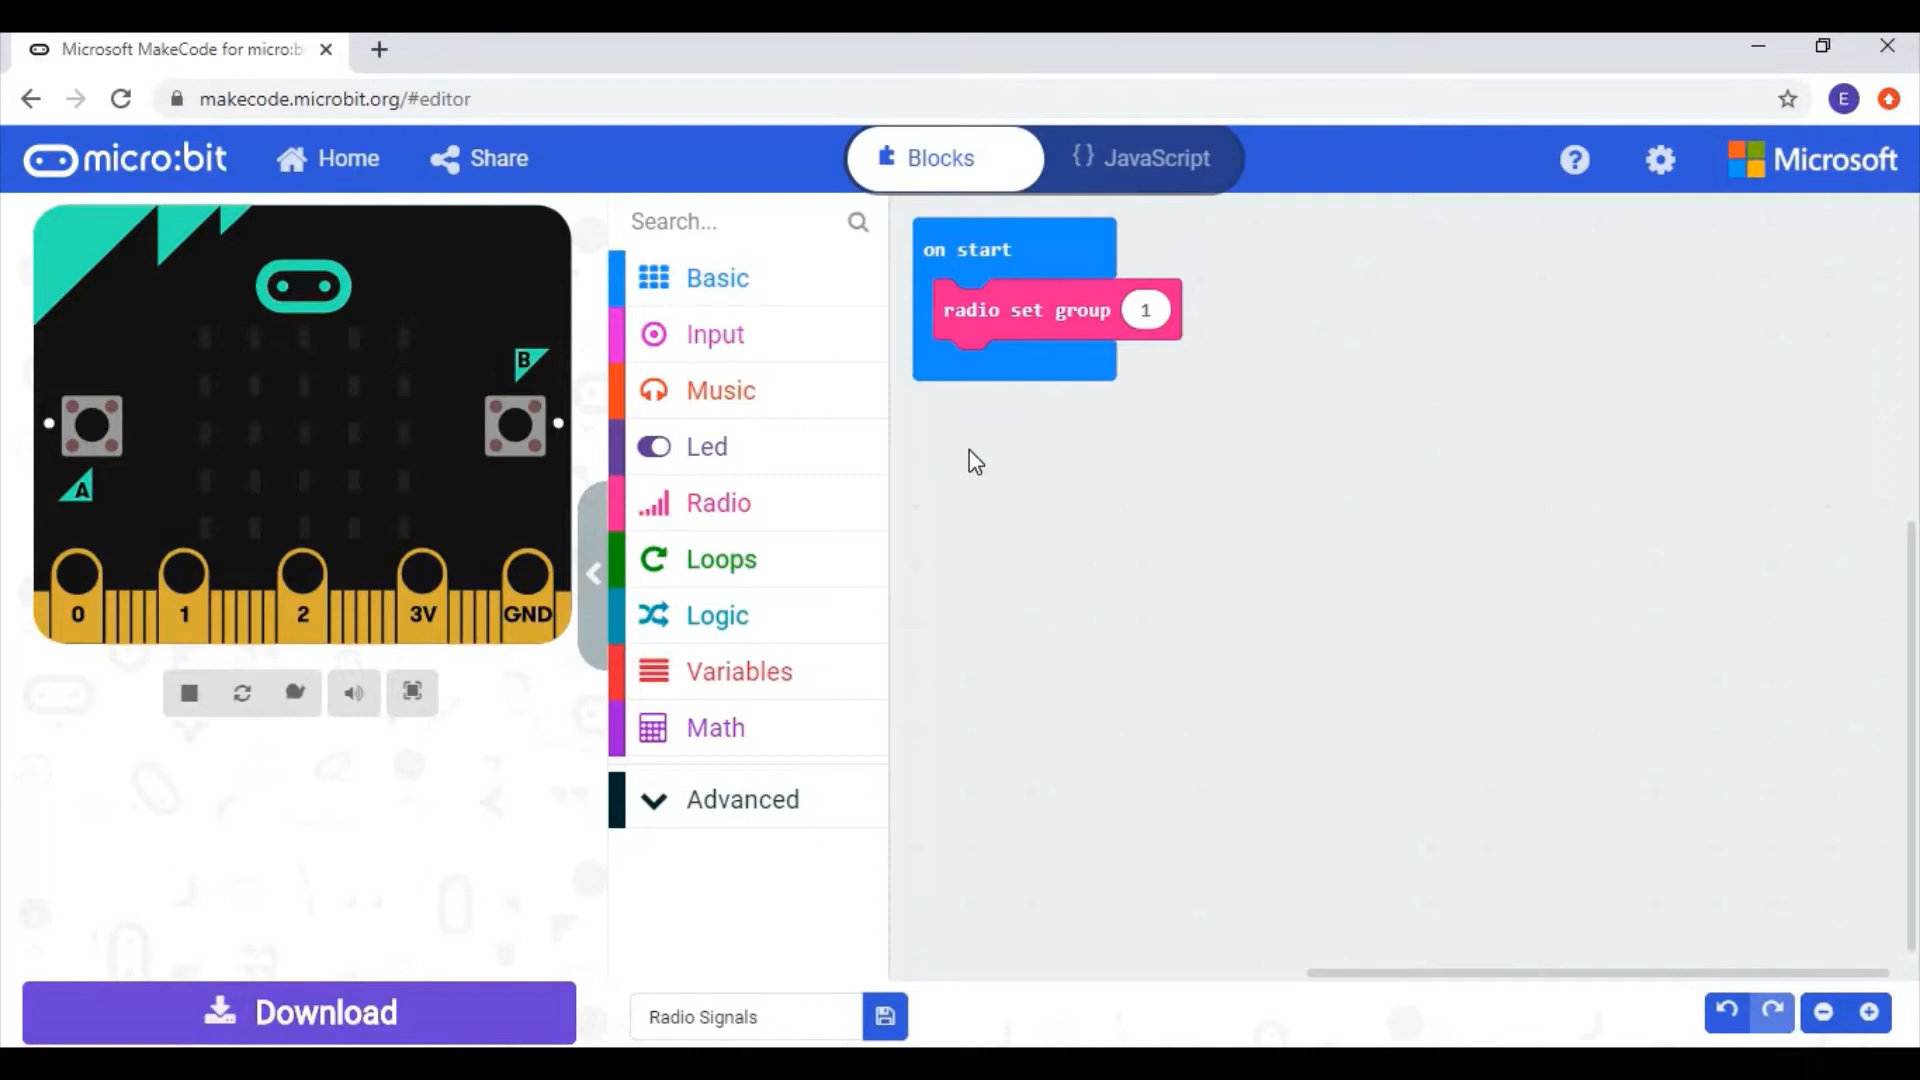 Microsoft MakeCode for micro:b
makecode.microbit.org/#editor
E
micro:bit
Home
Share
Blocks
{} JavaScript
?
Microsoft
Search...
Basic
Input
Music
Led
Radio
Loops
Logic
Variables
Math
Advanced
on start
radio set group 1
B
A
0 1 2 3V GND
Download
Radio Signals